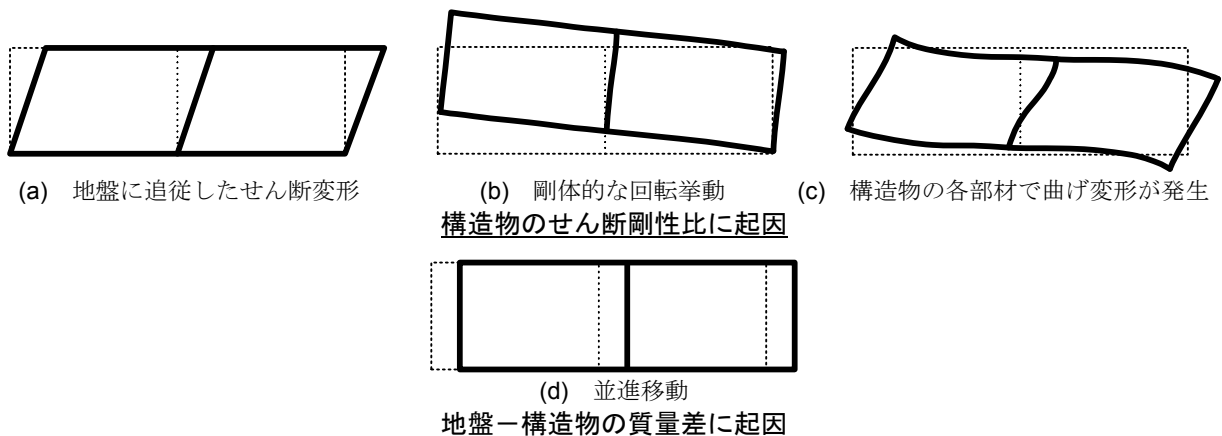 (a) 地盤に追従したせん断変形
(b) 剛体的な回転挙動
(c) 構造物の各部材で曲げ変形が発生
構造物のせん断剛性比に起因
(d) 並進移動
地盤－構造物の質量差に起因